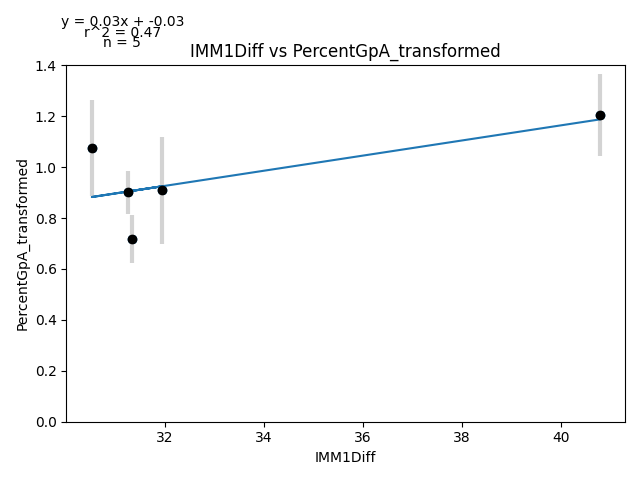 y = 0.03x + -0.03
r^2 = 0.47
n = 5
IMM1Diff vs PercentGpA_transformed
1.4
1.2
1.0
0.8
0.6
0.4
0.2
0.0
PercentGpA_transformed
32 34 36 38 40
IMM1Diff